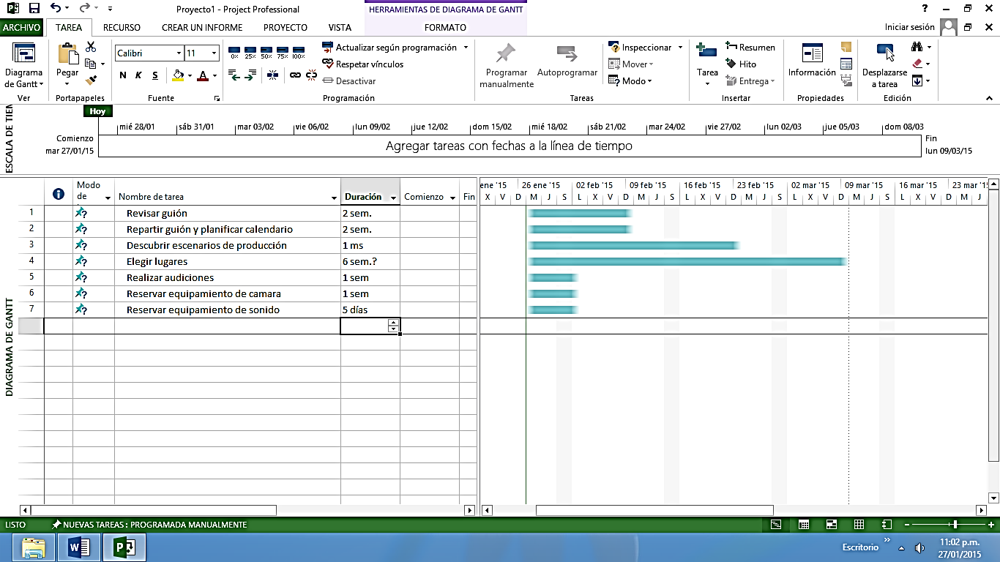 Proyecto1 - Project Professional
HERRAMIENTAS DE DIAGRAMA DE GANTT
?
ARCHIVO TAREA RECURSO CREAR UN INFORME PROYECTO VISTA FORMATO Iniciar sesión
Diagrama de Gantt
Ver
Pegar
Portapapeles
Calibri 11
N K S A
Fuente
0% 25% 50% 75% 100%
Actualizar según programación
Respetar vínculos
Desactivar
Programación
Programar manualmente
Autoprogramar
Inspeccionar
Mover
Modo
Tareas
Tarea
Resumen
Hito
Entrega
Insertar
Información
Propiedades
Desplazarse a tarea
Edición
ESCALA DE TIEM
Hoy
mié 28/01 sáb 31/01 mar 03/02 vie 06/02 lun 09/02 jue 12/02 dom 15/02 mié 18/02 sáb 21/02 mar 24/02 vie 27/02 lun 02/03 jue 05/03 dom 08/03
Comienzo
mar 27/01/15
Agregar tareas con fechas a la línea de tiempo
Fin
lun 09/03/15
DIAGRAMA DE GANTT
Modo de Nombre de tarea Duración Comienzo Fin
ene '15 26 ene '15 02 feb '15 09 feb '15 16 feb '15 23 feb '15 02 mar '15 09 mar '15 16 mar '15 23 mar '15
X V D M J S L X V D M J S L X V D M J S L X V D M J S L X V D M J
1 Revisar guión 2 sem.
2 Repartir guión y planificar calendario 2 sem.
3 Descubrir escenarios de producción 1 ms
4 Elegir lugares 6 sem.?
5 Realizar audiciones 1 sem
6 Reservar equipamiento de camara 1 sem
7 Reservar equipamiento de sonido 5 días
LISTO NUEVAS TAREAS : PROGRAMADA MANUALMENTE
Escritorio
11:02 p.m.
27/01/2015